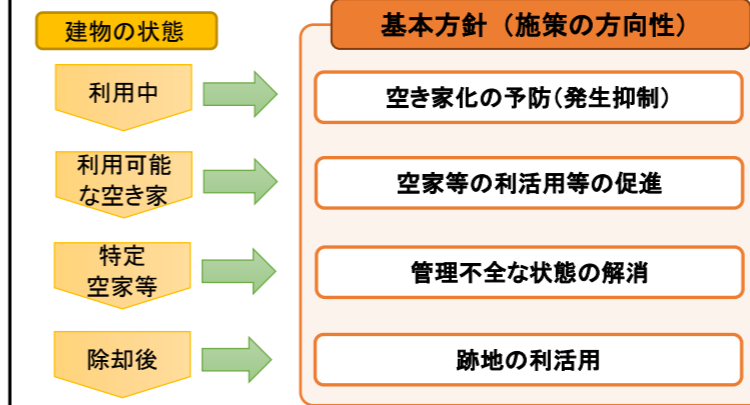 建物の状態
基本方針（施策の方向性）
利用中
空き家化の予防（発生抑制）
利用可能
な空き家
空家等の利活用等の促進
特定
空家等
管理不全な状態の解消
除却後
跡地の利活用